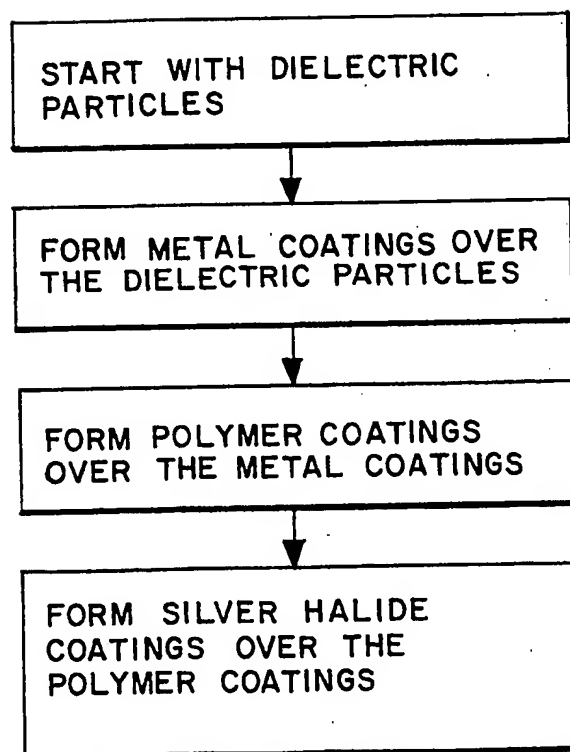 START WITH DIELECTRIC
PARTICLES
FORM METAL COATINGS OVER
THE DIELECTRIC PARTICLES
FORM POLYMER COATINGS
OVER THE METAL COATINGS
FORM SILVER HALIDE
COATINGS OVER THE
POLYMER COATINGS